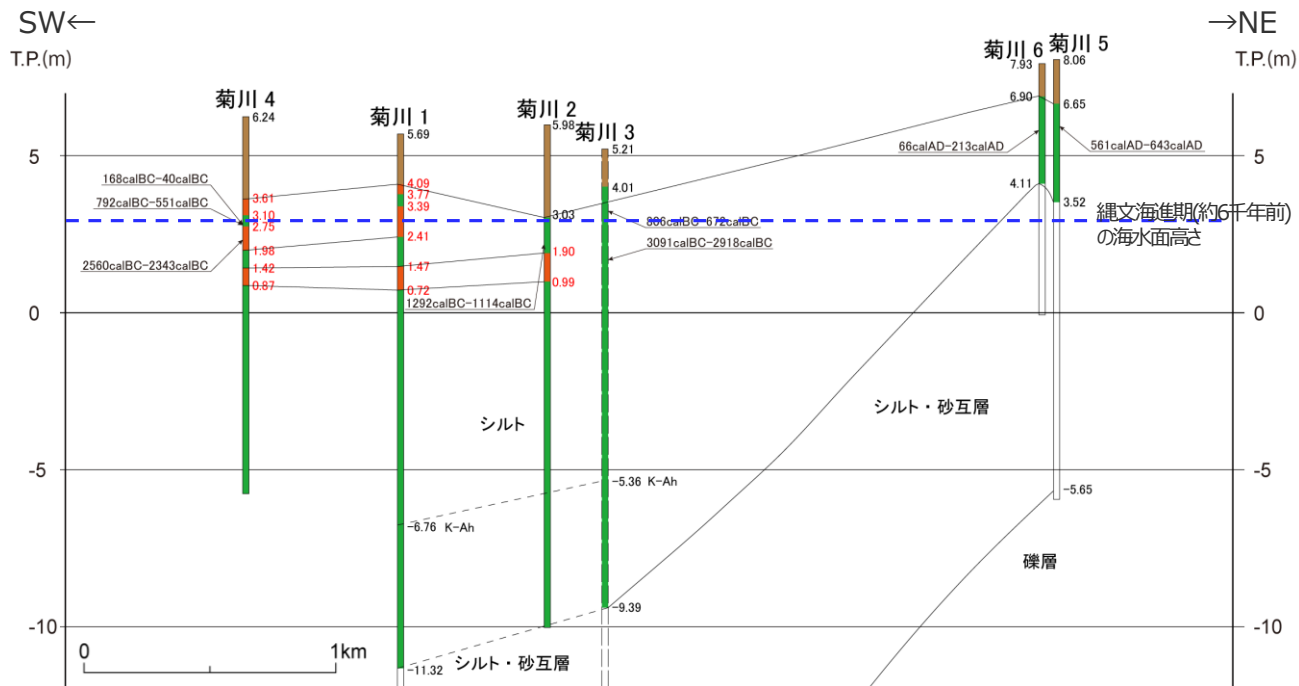 SW←
→NE
T.P.(m)
T.P.(m)
菊川 4
6.24
菊川 1
5.69
菊川 2
5.98
菊川 3
5.21
菊川 6
7.93
菊川 5
8.06
6.90
6.65
5
5
66calAD-213calAD
561calAD-643calAD
168calBC-40calBC
792calBC-551calBC
2560calBC-2343calBC
3.61
3.10
2.75
1.98
1.42
0.87
4.09
3.77
3.39
2.41
1.47
0.72
1292calBC-1114calBC
3.03
1.90
0.99
4.01
806calBC-672calBC
3091calBC-2918calBC
4.11
3.52
縄文海進期(約6千年前)
の海水面高さ
0
0
シルト
シルト・砂互層
-5
-5
-5.36 K-Ah
-5.65
-6.76 K-Ah
礫層
-9.39
-10
-10
-11.32
シルト・砂互層
0
1km